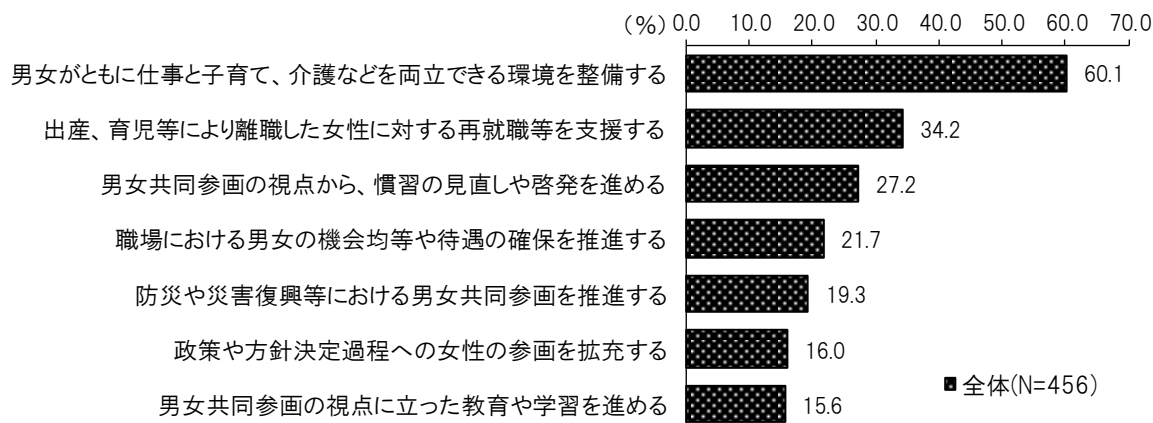 (%) 0.0 10.0 20.0 30.0 40.0 50.0 60.0 70.0
男女がともに仕事と子育て、介護などを両立できる環境を整備する 60.1
出産、育児等により離職した女性に対する再就職等を支援する 34.2
男女共同参画の視点から、慣習の見直しや啓発を進める 27.2
職場における男女の機会均等や待遇の確保を推進する 21.7
防災や災害復興等における男女共同参画を推進する 19.3
政策や方針決定過程への女性の参画を拡充する 16.0
全体(N=456)
男女共同参画の視点に立った教育や学習を進める 15.6